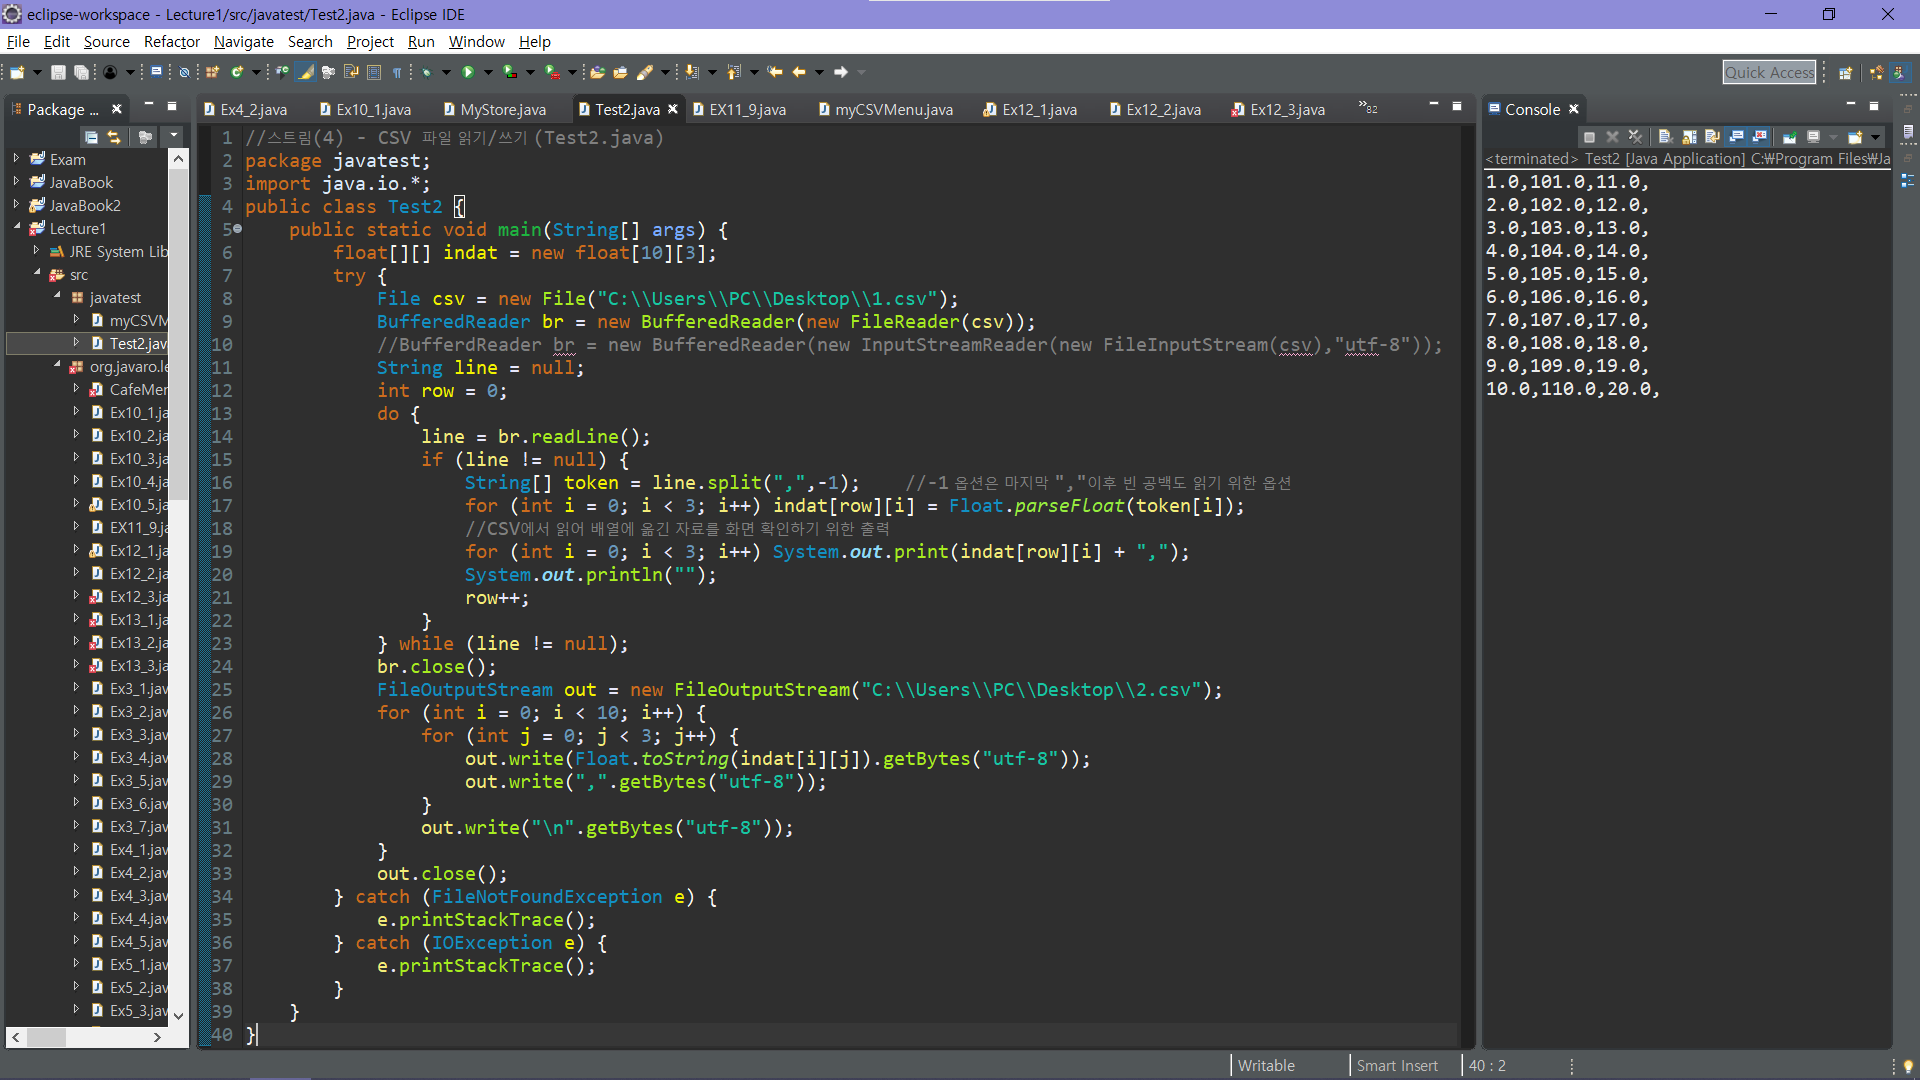 eclipse-workspace - Lecture1/src/javatest/Test2.java - Eclipse IDE
File Edit Source Refactor Navigate Search Project Run Window Help
Quick Access
Package ...
Ex4_2.java Ex10_1.java MyStore.java Test2.java EX11_9.java myCSVMenu.java Ex12_1.java Ex12_2.java Ex12_3.java »82
Console
Exam
JavaBook
JavaBook2
Lecture1
JRE System Lib
src
javatest
myCSVM
Test2.jav
org.javaro.le
CafeMer
Ex10_1.ja
Ex10_2.ja
Ex10_3.ja
Ex10_4.ja
Ex10_5.ja
EX11_9.ja
Ex12_1.ja
Ex12_2.ja
Ex12_3.ja
Ex13_1.ja
Ex13_2.ja
Ex13_3.ja
Ex3_1.jav
Ex3_2.jav
Ex3_3.jav
Ex3_4.jav
Ex3_5.jav
Ex3_6.jav
Ex3_7.jav
Ex4_1.jav
Ex4_2.jav
Ex4_3.jav
Ex4_4.jav
Ex4_5.jav
Ex5_1.jav
Ex5_2.jav
Ex5_3.jav
1 //스트림(4) - CSV 파일 읽기/쓰기 (Test2.java)
2 package javatest;
3 import java.io.*;
4 public class Test2 {
5 public static void main(String[] args) {
6 float[][] indat = new float[10][3];
7 try {
8 File csv = new File("C:\\Users\\PC\\Desktop\\1.csv");
9 BufferedReader br = new BufferedReader(new FileReader(csv));
10 //BufferdReader br = new BufferedReader(new InputStreamReader(new FileInputStream(csv),"utf-8"));
11 String line = null;
12 int row = 0;
13 do {
14 line = br.readLine();
15 if (line != null) {
16 String[] token = line.split(",",-1); //-1 옵션은 마지막 ","이후 빈 공백도 읽기 위한 옵션
17 for (int i = 0; i < 3; i++) indat[row][i] = Float.parseFloat(token[i]);
18 //CSV에서 읽어 배열에 옮긴 자료를 화면 확인하기 위한 출력
19 for (int i = 0; i < 3; i++) System.out.print(indat[row][i] + ",");
20 System.out.println("");
21 row++;
22 }
23 } while (line != null);
24 br.close();
25 FileOutputStream out = new FileOutputStream("C:\\Users\\PC\\Desktop\\2.csv");
26 for (int i = 0; i < 10; i++) {
27 for (int j = 0; j < 3; j++) {
28 out.write(Float.toString(indat[i][j]).getBytes("utf-8"));
29 out.write(",".getBytes("utf-8"));
30 }
31 out.write("\n".getBytes("utf-8"));
32 }
33 out.close();
34 } catch (FileNotFoundException e) {
35 e.printStackTrace();
36 } catch (IOException e) {
37 e.printStackTrace();
38 }
39 }
40 }
<terminated> Test2 [Java Application] C:₩Program Files₩Ja
1.0,101.0,11.0,
2.0,102.0,12.0,
3.0,103.0,13.0,
4.0,104.0,14.0,
5.0,105.0,15.0,
6.0,106.0,16.0,
7.0,107.0,17.0,
8.0,108.0,18.0,
9.0,109.0,19.0,
10.0,110.0,20.0,
Writable Smart Insert 40 : 2